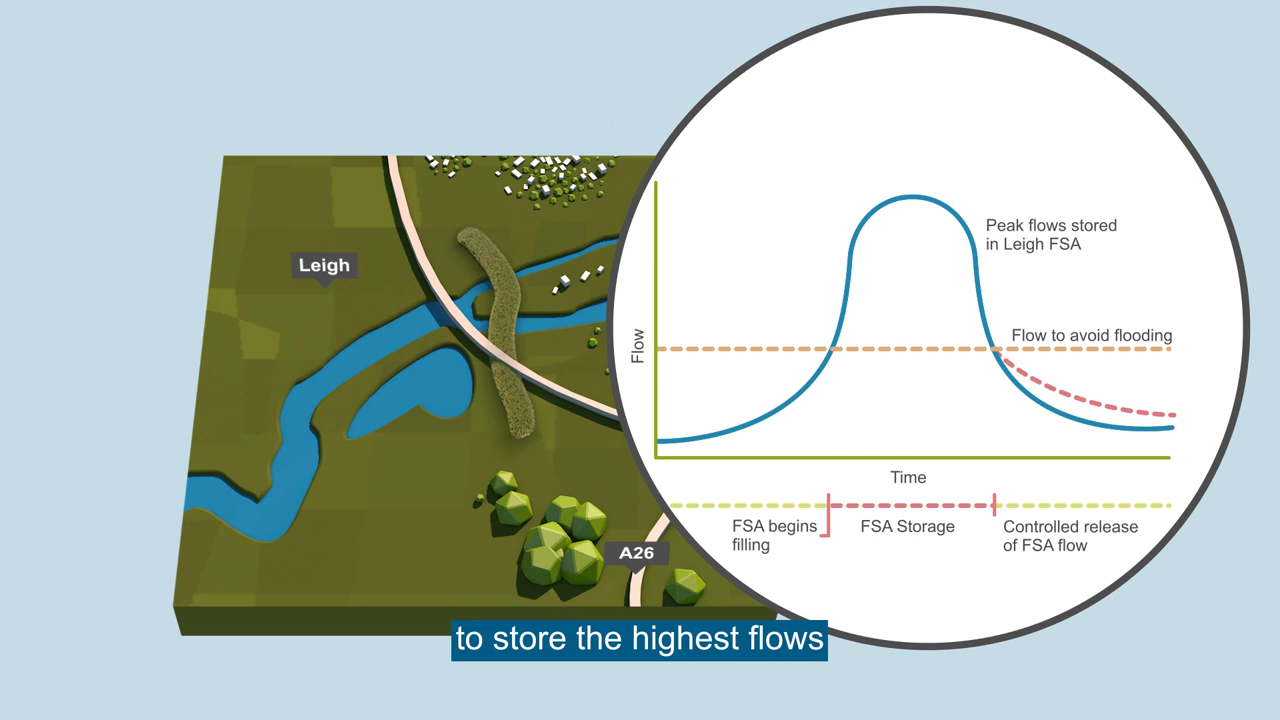 Leigh
A26
Peak flows stored
in Leigh FSA
Flow to avoid flooding
Flow
Time
FSA begins
filling
FSA Storage
Controlled release
of FSA flow
to store the highest flows